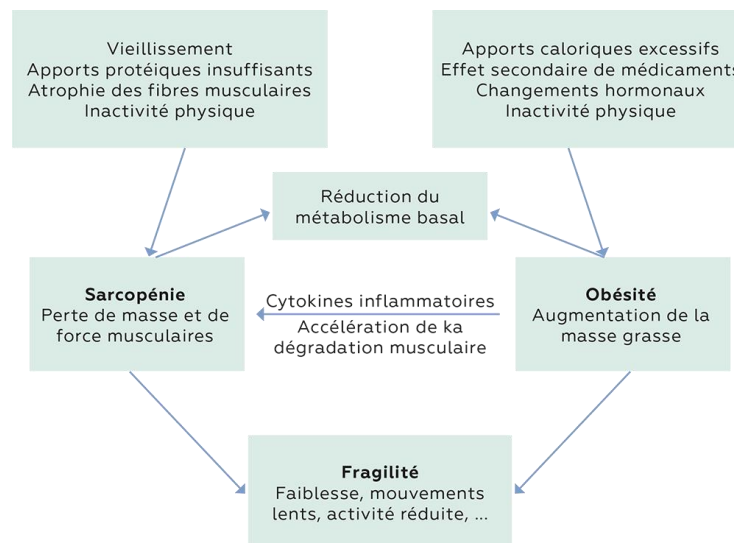 Vieillissement
Apports protéiques insuffisants
Atrophie des fibres musculaires
Inactivité physique
Apports caloriques excessifs
Effet secondaire de médicaments
Changements hormonaux
Inactivité physique
Réduction du
métabolisme basal
Sarcopénie
Perte de masse et de
force musculaires
Cytokines inflammatoires
Accélération de ka
dégradation musculaire
Obésité
Augmentation de la
masse grasse
Fragilité
Faiblesse, mouvements
lents, activité réduite, ...